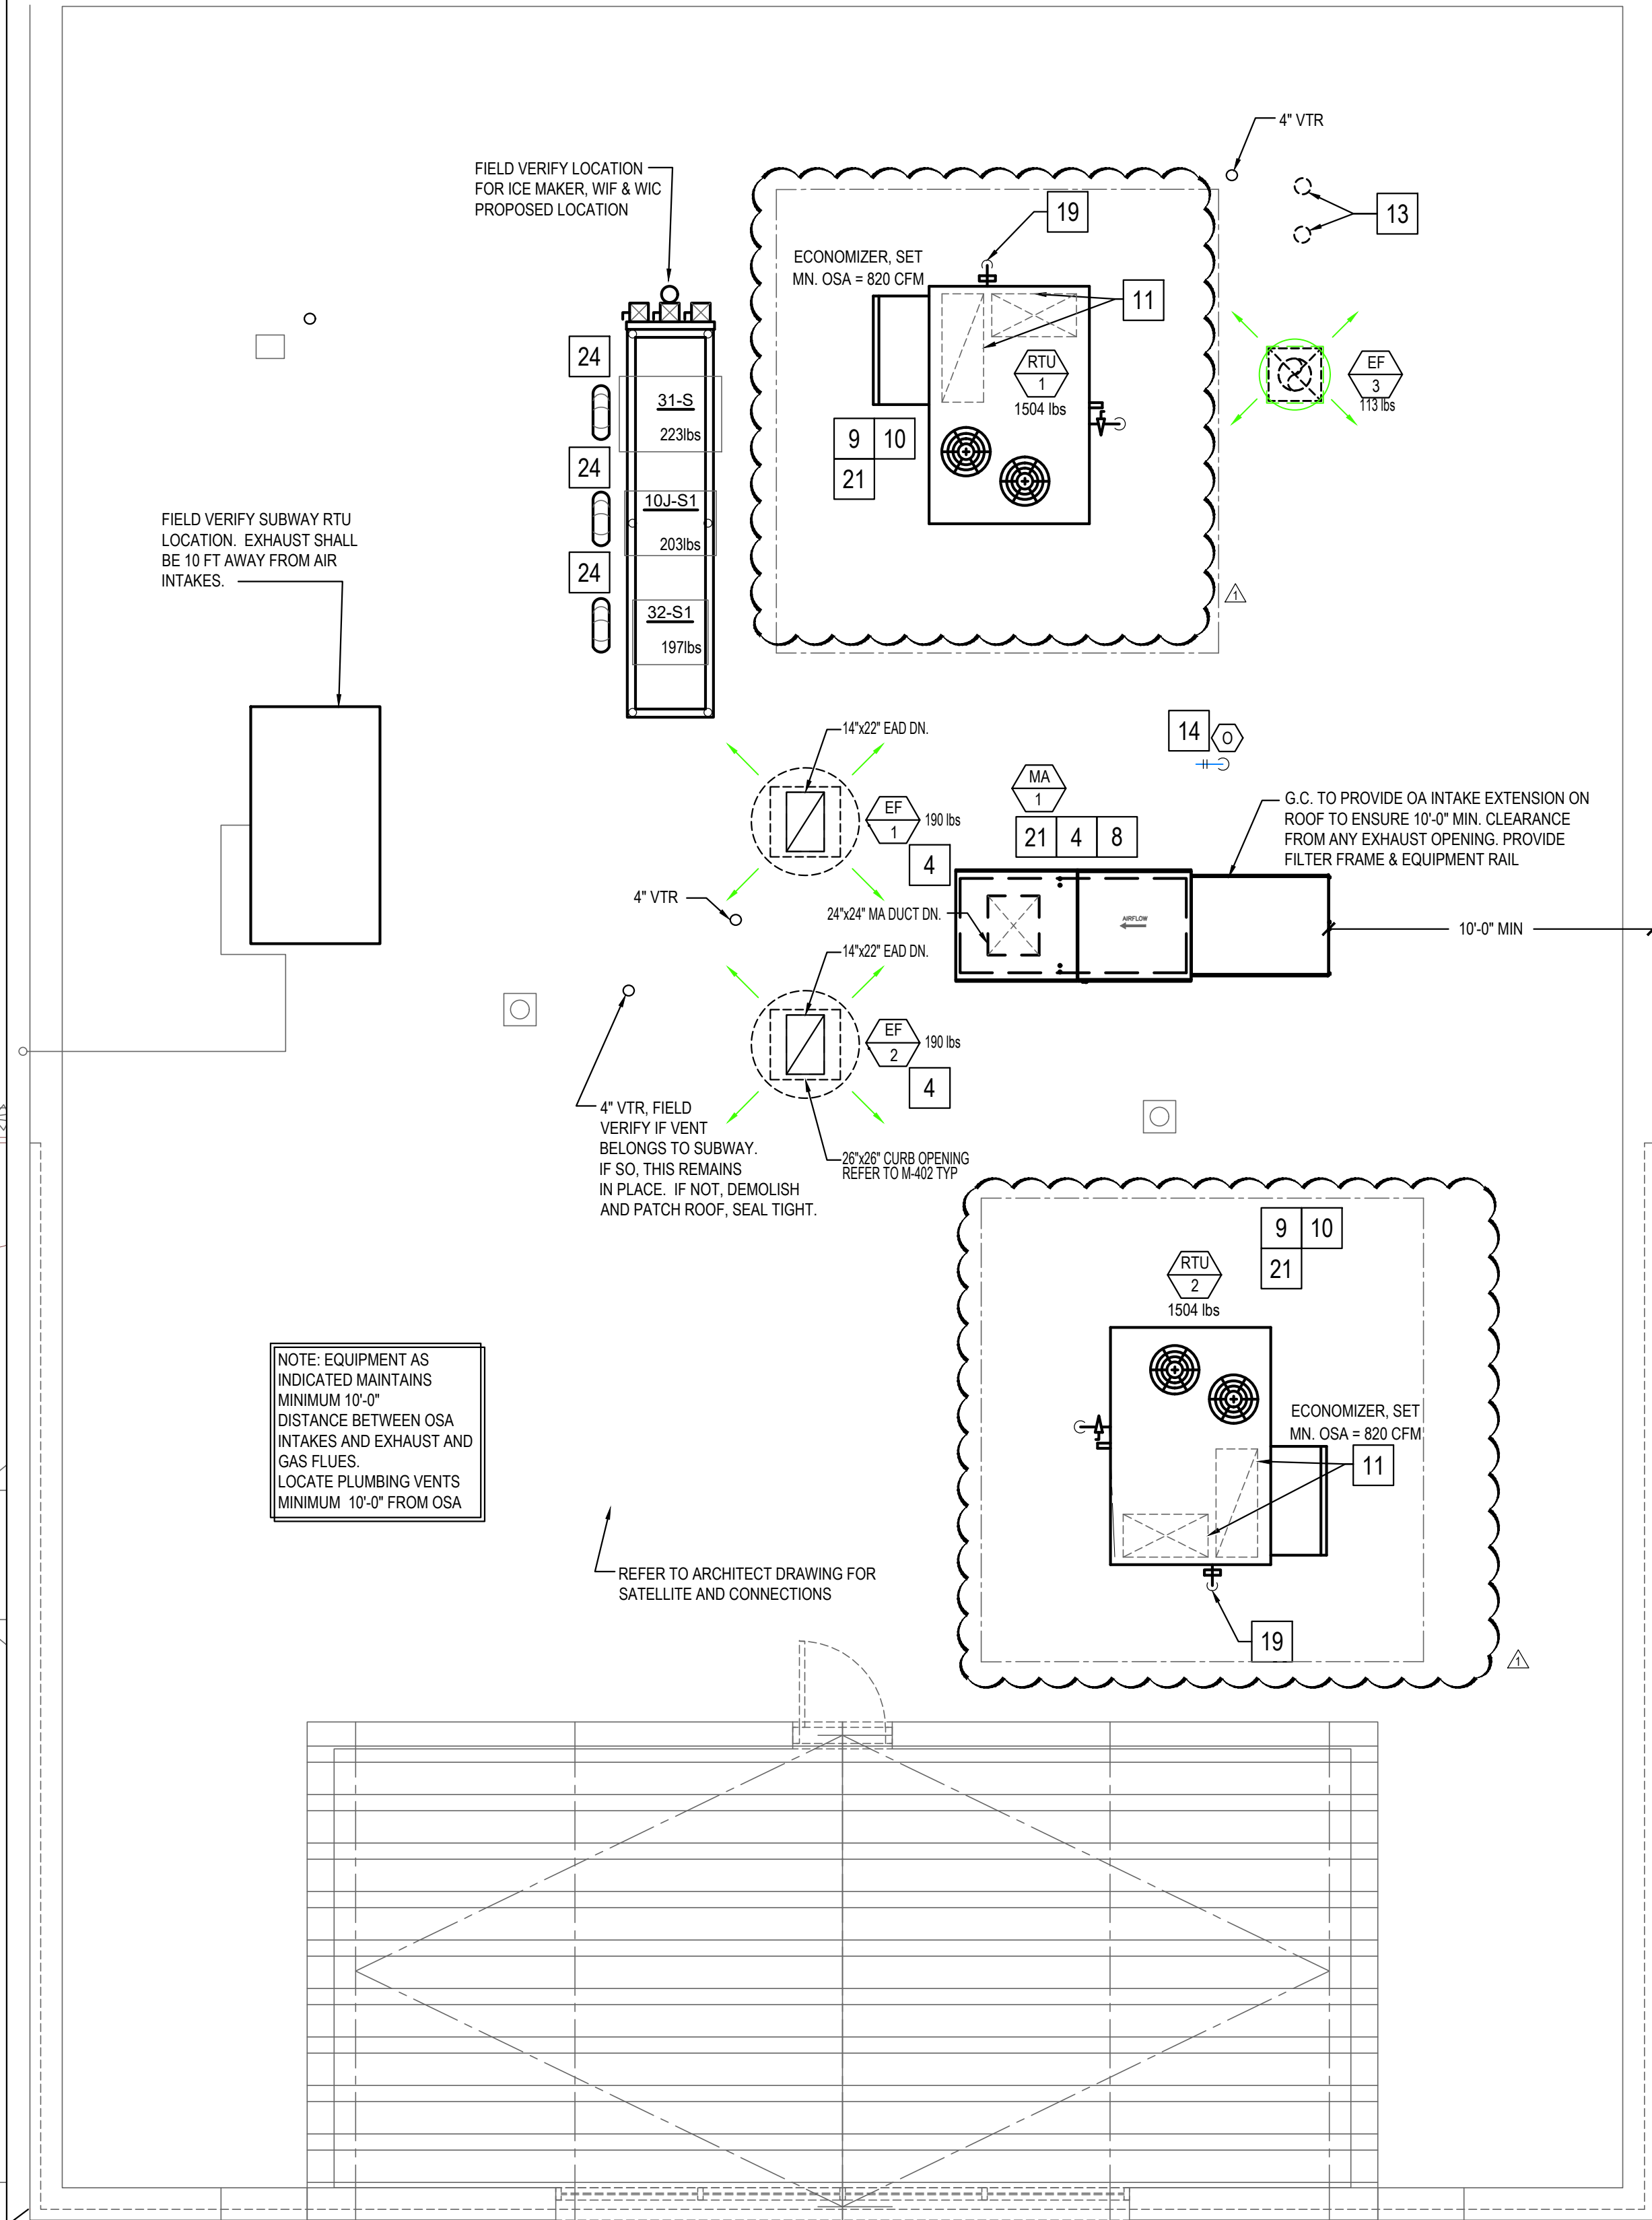 4" VTR
FIELD VERIFY LOCATION
FOR ICE MAKER, WIF & WIC
PROPOSED LOCATION
19
13
ECONOMIZER, SET
MN. OSA = 820 CFM
11
RTU
1
1504 lbs
EF
3
113 lbs
24
31-S
223lbs
9 10
21
24
10J-S1
203lbs
FIELD VERIFY SUBWAY RTU
LOCATION. EXHAUST SHALL
BE 10 FT AWAY FROM AIR
INTAKES.
24
32-S1
197lbs
1
14"x22" EAD DN.
14
O
MA
1
EF
1
190 lbs
4
21 4 8
G.C. TO PROVIDE OA INTAKE EXTENSION ON
ROOF TO ENSURE 10'-0" MIN. CLEARANCE
FROM ANY EXHAUST OPENING. PROVIDE
FILTER FRAME & EQUIPMENT RAIL
4" VTR
24"x24" MA DUCT DN.
AIRFLOW
10'-0" MIN
14"x22" EAD DN.
EF
2
190 lbs
4
4" VTR, FIELD
VERIFY IF VENT
BELONGS TO SUBWAY.
IF SO, THIS REMAINS
IN PLACE. IF NOT, DEMOLISH
AND PATCH ROOF, SEAL TIGHT.
26"x26" CURB OPENING
REFER TO M-402 TYP
9 10
21
RTU
2
1504 lbs
NOTE: EQUIPMENT AS
INDICATED MAINTAINS
MINIMUM 10'-0"
DISTANCE BETWEEN OSA
INTAKES AND EXHAUST AND
GAS FLUES.
LOCATE PLUMBING VENTS
MINIMUM 10'-0" FROM OSA
ECONOMIZER, SET
MN. OSA = 820 CFM
11
REFER TO ARCHITECT DRAWING FOR
SATELLITE AND CONNECTIONS
19
1